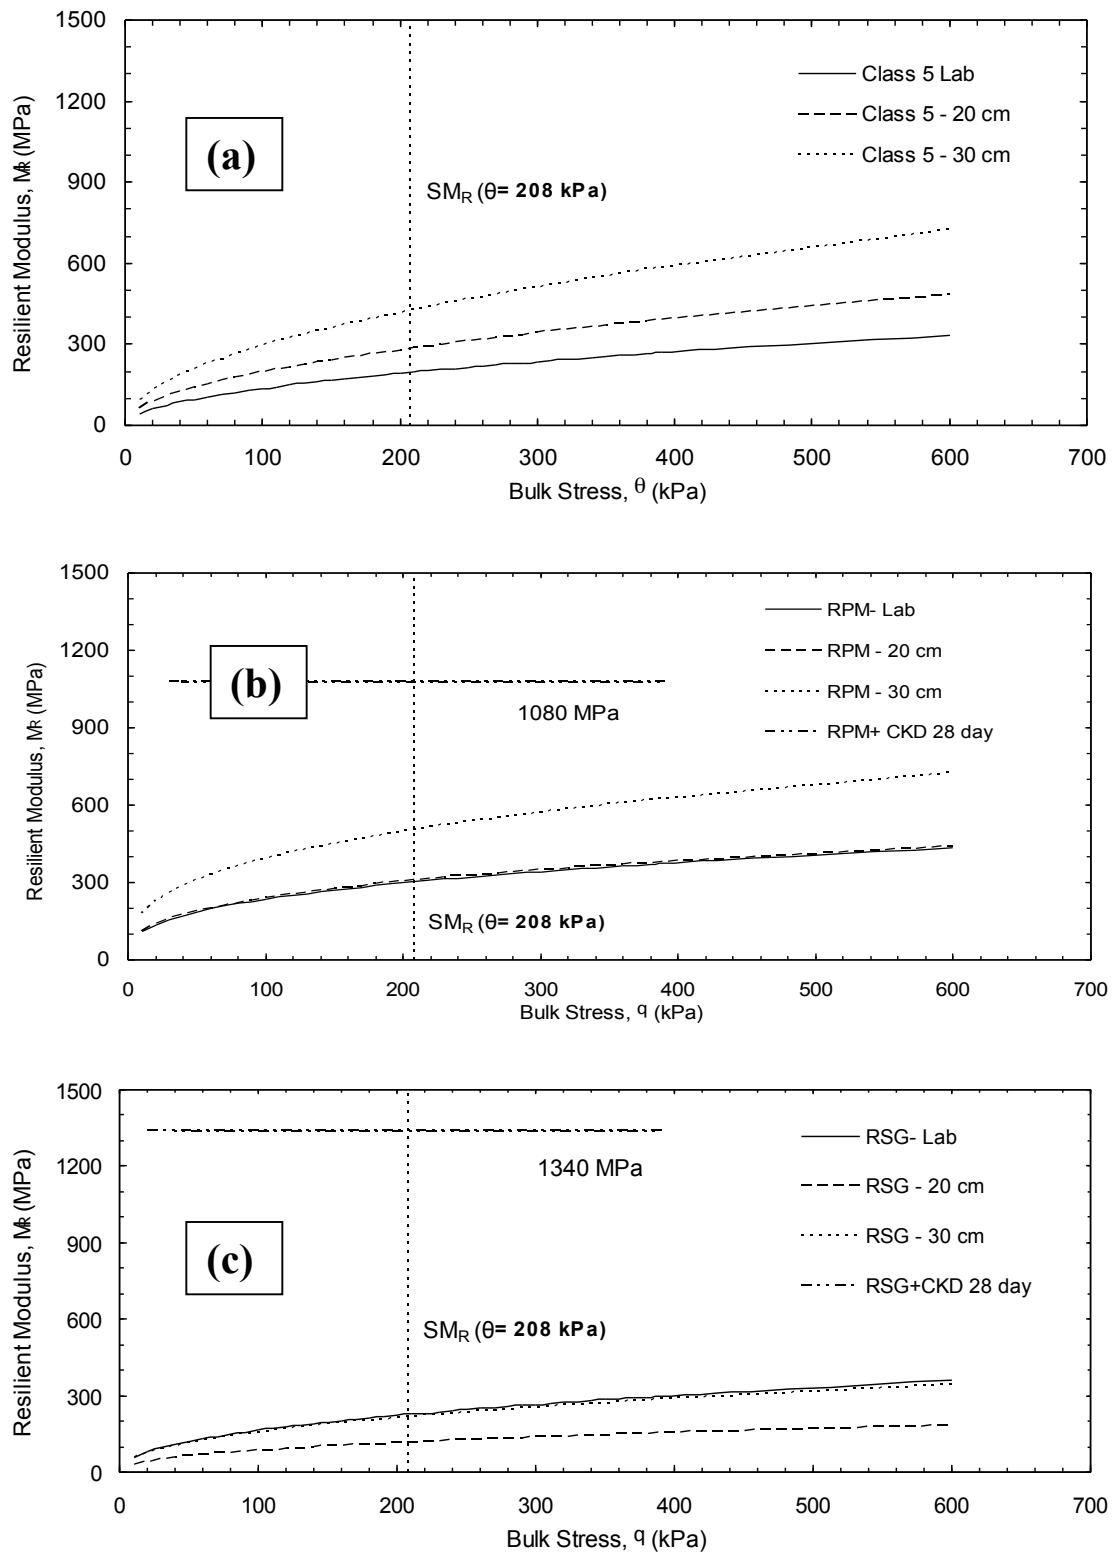 1500
1200
900
600
300
0
Resilient Modulus, MR (MPa)
(a)
Class 5 Lab
Class 5 - 20 cm
Class 5 - 30 cm
SMR (θ= 208 kPa)
0 100 200 300 400 500 600 700
Bulk Stress, θ (kPa)
1500
1200
900
600
300
0
Resilient Modulus, MR (MPa)
(b)
RPM- Lab
RPM - 20 cm
RPM - 30 cm
RPM+ CKD 28 day
1080 MPa
SMR (θ= 208 kPa)
0 100 200 300 400 500 600 700
Bulk Stress, q (kPa)
1500
1200
900
600
300
0
Resilient Modulus, MR (MPa)
(c)
RSG- Lab
RSG - 20 cm
RSG - 30 cm
RSG+CKD 28 day
1340 MPa
SMR (θ= 208 kPa)
0 100 200 300 400 500 600 700
Bulk Stress, q (kPa)